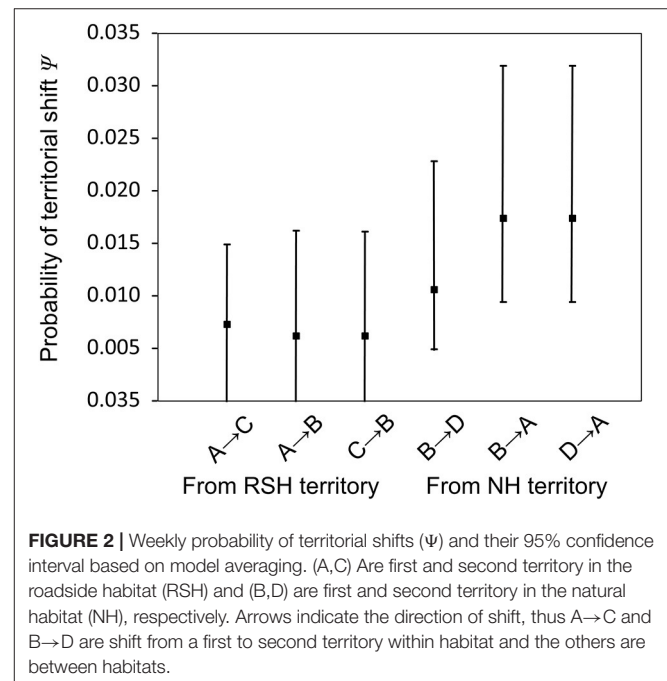 Probability of territorial shift Ψ
0.035
0.035
0.025
0.020
0.015
0.010
0.005
0.035
A→C
A→B
C→B
B→D
B→A
D→A
From RSH territory
From NH territory
FIGURE 2 | Weekly probability of territorial shifts (Ψ) and their 95% confidence
interval based on model averaging. (A,C) Are first and second territory in the
roadside habitat (RSH) and (B,D) are first and second territory in the natural
habitat (NH), respectively. Arrows indicate the direction of shift, thus A→C and
B→D are shift from a first to second territory within habitat and the others are
between habitats.